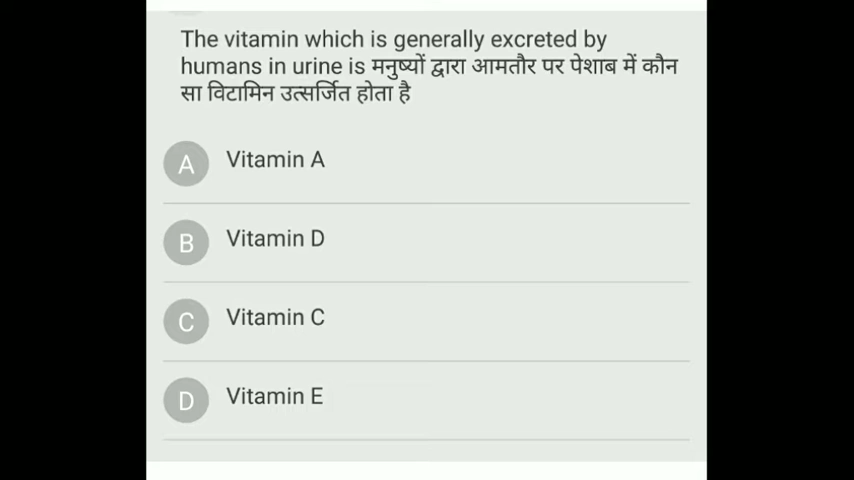 The vitamin which is generally excreted by
humans in urine is मनुष्यों द्वारा आमतौर पर पेशाब में कौन
सा विटामिन उत्सर्जित होता है
A Vitamin A
B Vitamin D
C Vitamin C
D Vitamin E